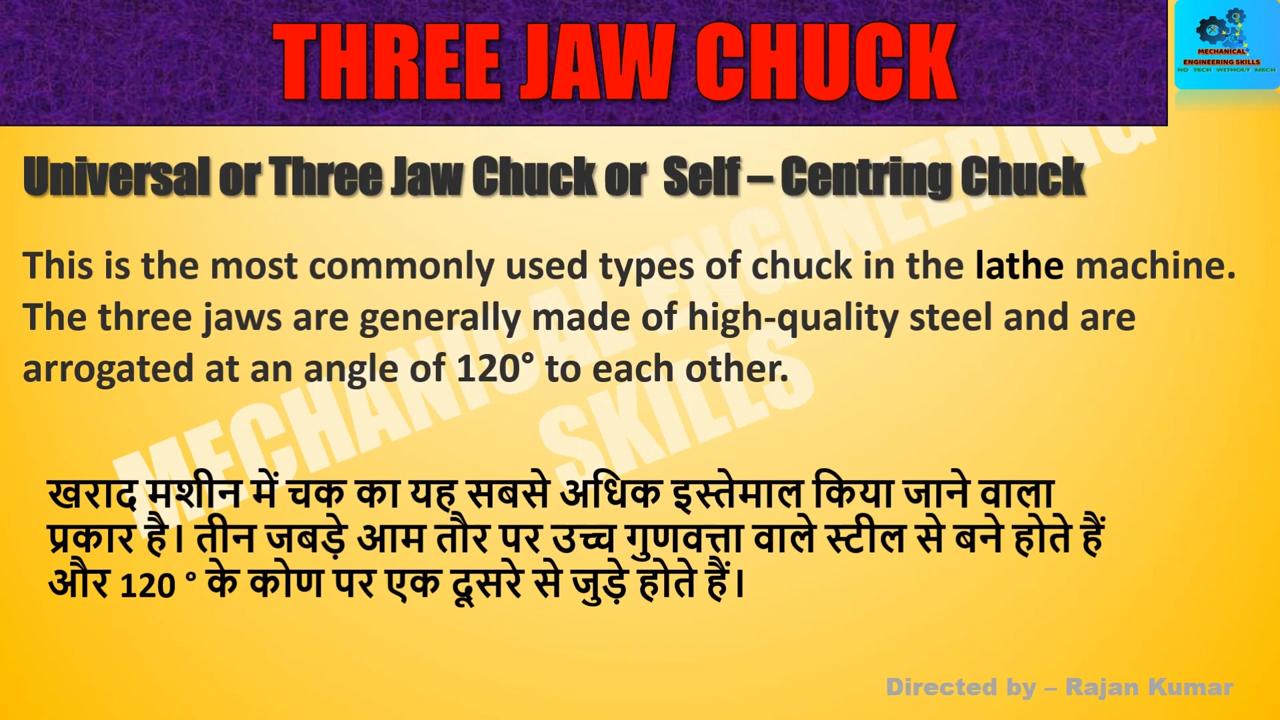 THREE JAW CHUCK
MECHANICAL
ENGINEERING SKILLS
NO TECH WITHOUT MECH
Universal or Three Jaw Chuck or Self – Centring Chuck
This is the most commonly used types of chuck in the lathe machine.
The three jaws are generally made of high-quality steel and are
arrogated at an angle of 120° to each other.
MECHANICAL ENGINEERING
SKILLS
खराद मशीन में चक का यह सबसे अधिक इस्तेमाल किया जाने वाला
प्रकार है। तीन जबड़े आम तौर पर उच्च गुणवत्ता वाले स्टील से बने होते हैं
और 120 ° के कोण पर एक दूसरे से जुड़े होते हैं।
Directed by – Rajan Kumar